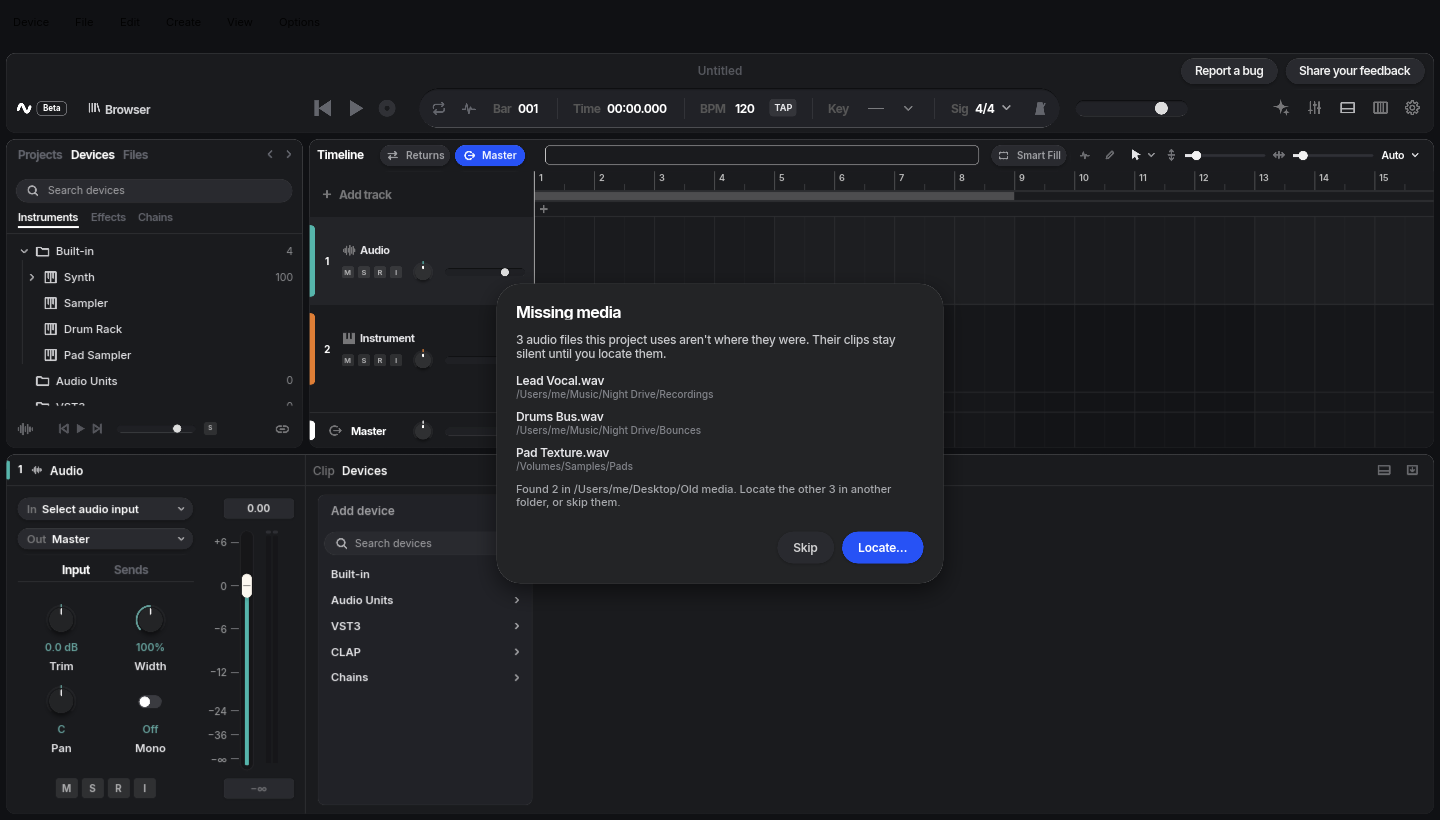 Device File Edit Create View Options
Untitled
Report a bug Share your feedback
Beta Browser Bar 001 Time 00:00.000 BPM 120 TAP Key Sig 4/4
Projects Devices Files
Timeline Returns Master Smart Fill Auto
Search devices
1 2 3 4 5 6 7 8 9 10 11 12 13 14 15
+ Add track
+
Instruments Effects Chains
Built-in 4
Synth 100
Sampler
Drum Rack
Pad Sampler
Audio Units 0
VST3 0
S
1 Audio
M S R I
2 Instrument
M S R I
Master
Missing media
3 audio files this project uses aren't where they were. Their clips stay
silent until you locate them.
Lead Vocal.wav
/Users/me/Music/Night Drive/Recordings
Drums Bus.wav
/Users/me/Music/Night Drive/Bounces
Pad Texture.wav
/Volumes/Samples/Pads
Found 2 in /Users/me/Desktop/Old media. Locate the other 3 in another
folder, or skip them.
Skip Locate...
1 Audio
In Select audio input 0.00
Out Master
Input Sends
0.0 dB 100%
Trim Width
C Off
Pan Mono
M S R I
+6
0
−6
−12
−24
−36
−∞
−∞
Clip Devices
Add device
Search devices
Built-in
Audio Units
VST3
CLAP
Chains